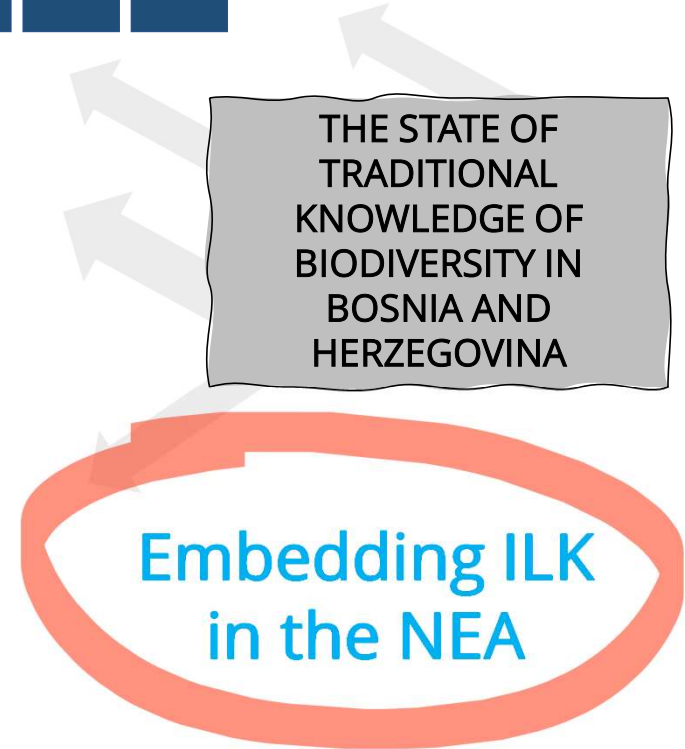 THE STATE OF
TRADITIONAL
KNOWLEDGE OF
BIODIVERSITY IN
BOSNIA AND
HERZEGOVINA
Embedding ILK
in the NEA